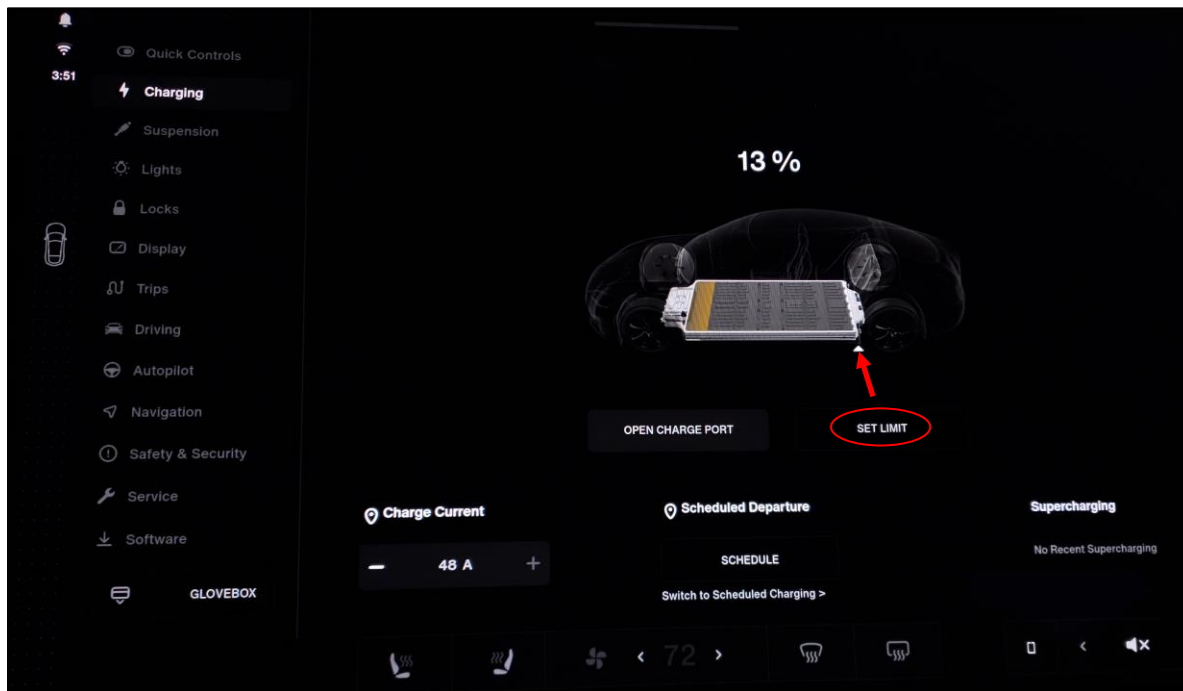 3:51
Quick Controls
Charging
Suspension
Lights
Locks
Display
Trips
Driving
Autopilot
Navigation
Safety & Security
Service
Software
GLOVEBOX
13 %
OPEN CHARGE PORT
SET LIMIT
Charge Current
48 A
Scheduled Departure
SCHEDULE
Switch to Scheduled Charging >
Supercharging
No Recent Supercharging
72